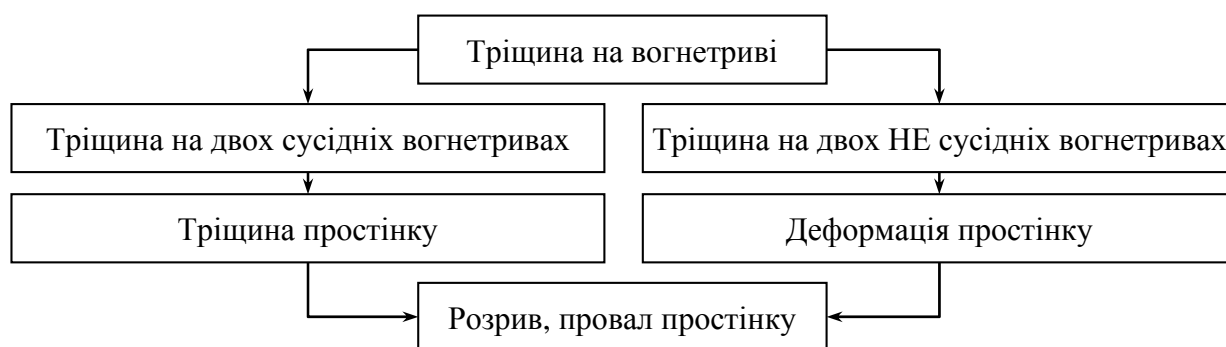 Тріщина на вогнетриві
Тріщина на двох сусідніх вогнетривах
Тріщина на двох НЕ сусідніх вогнетривах
Тріщина простінку
Деформація простінку
Розрив, провал простінку